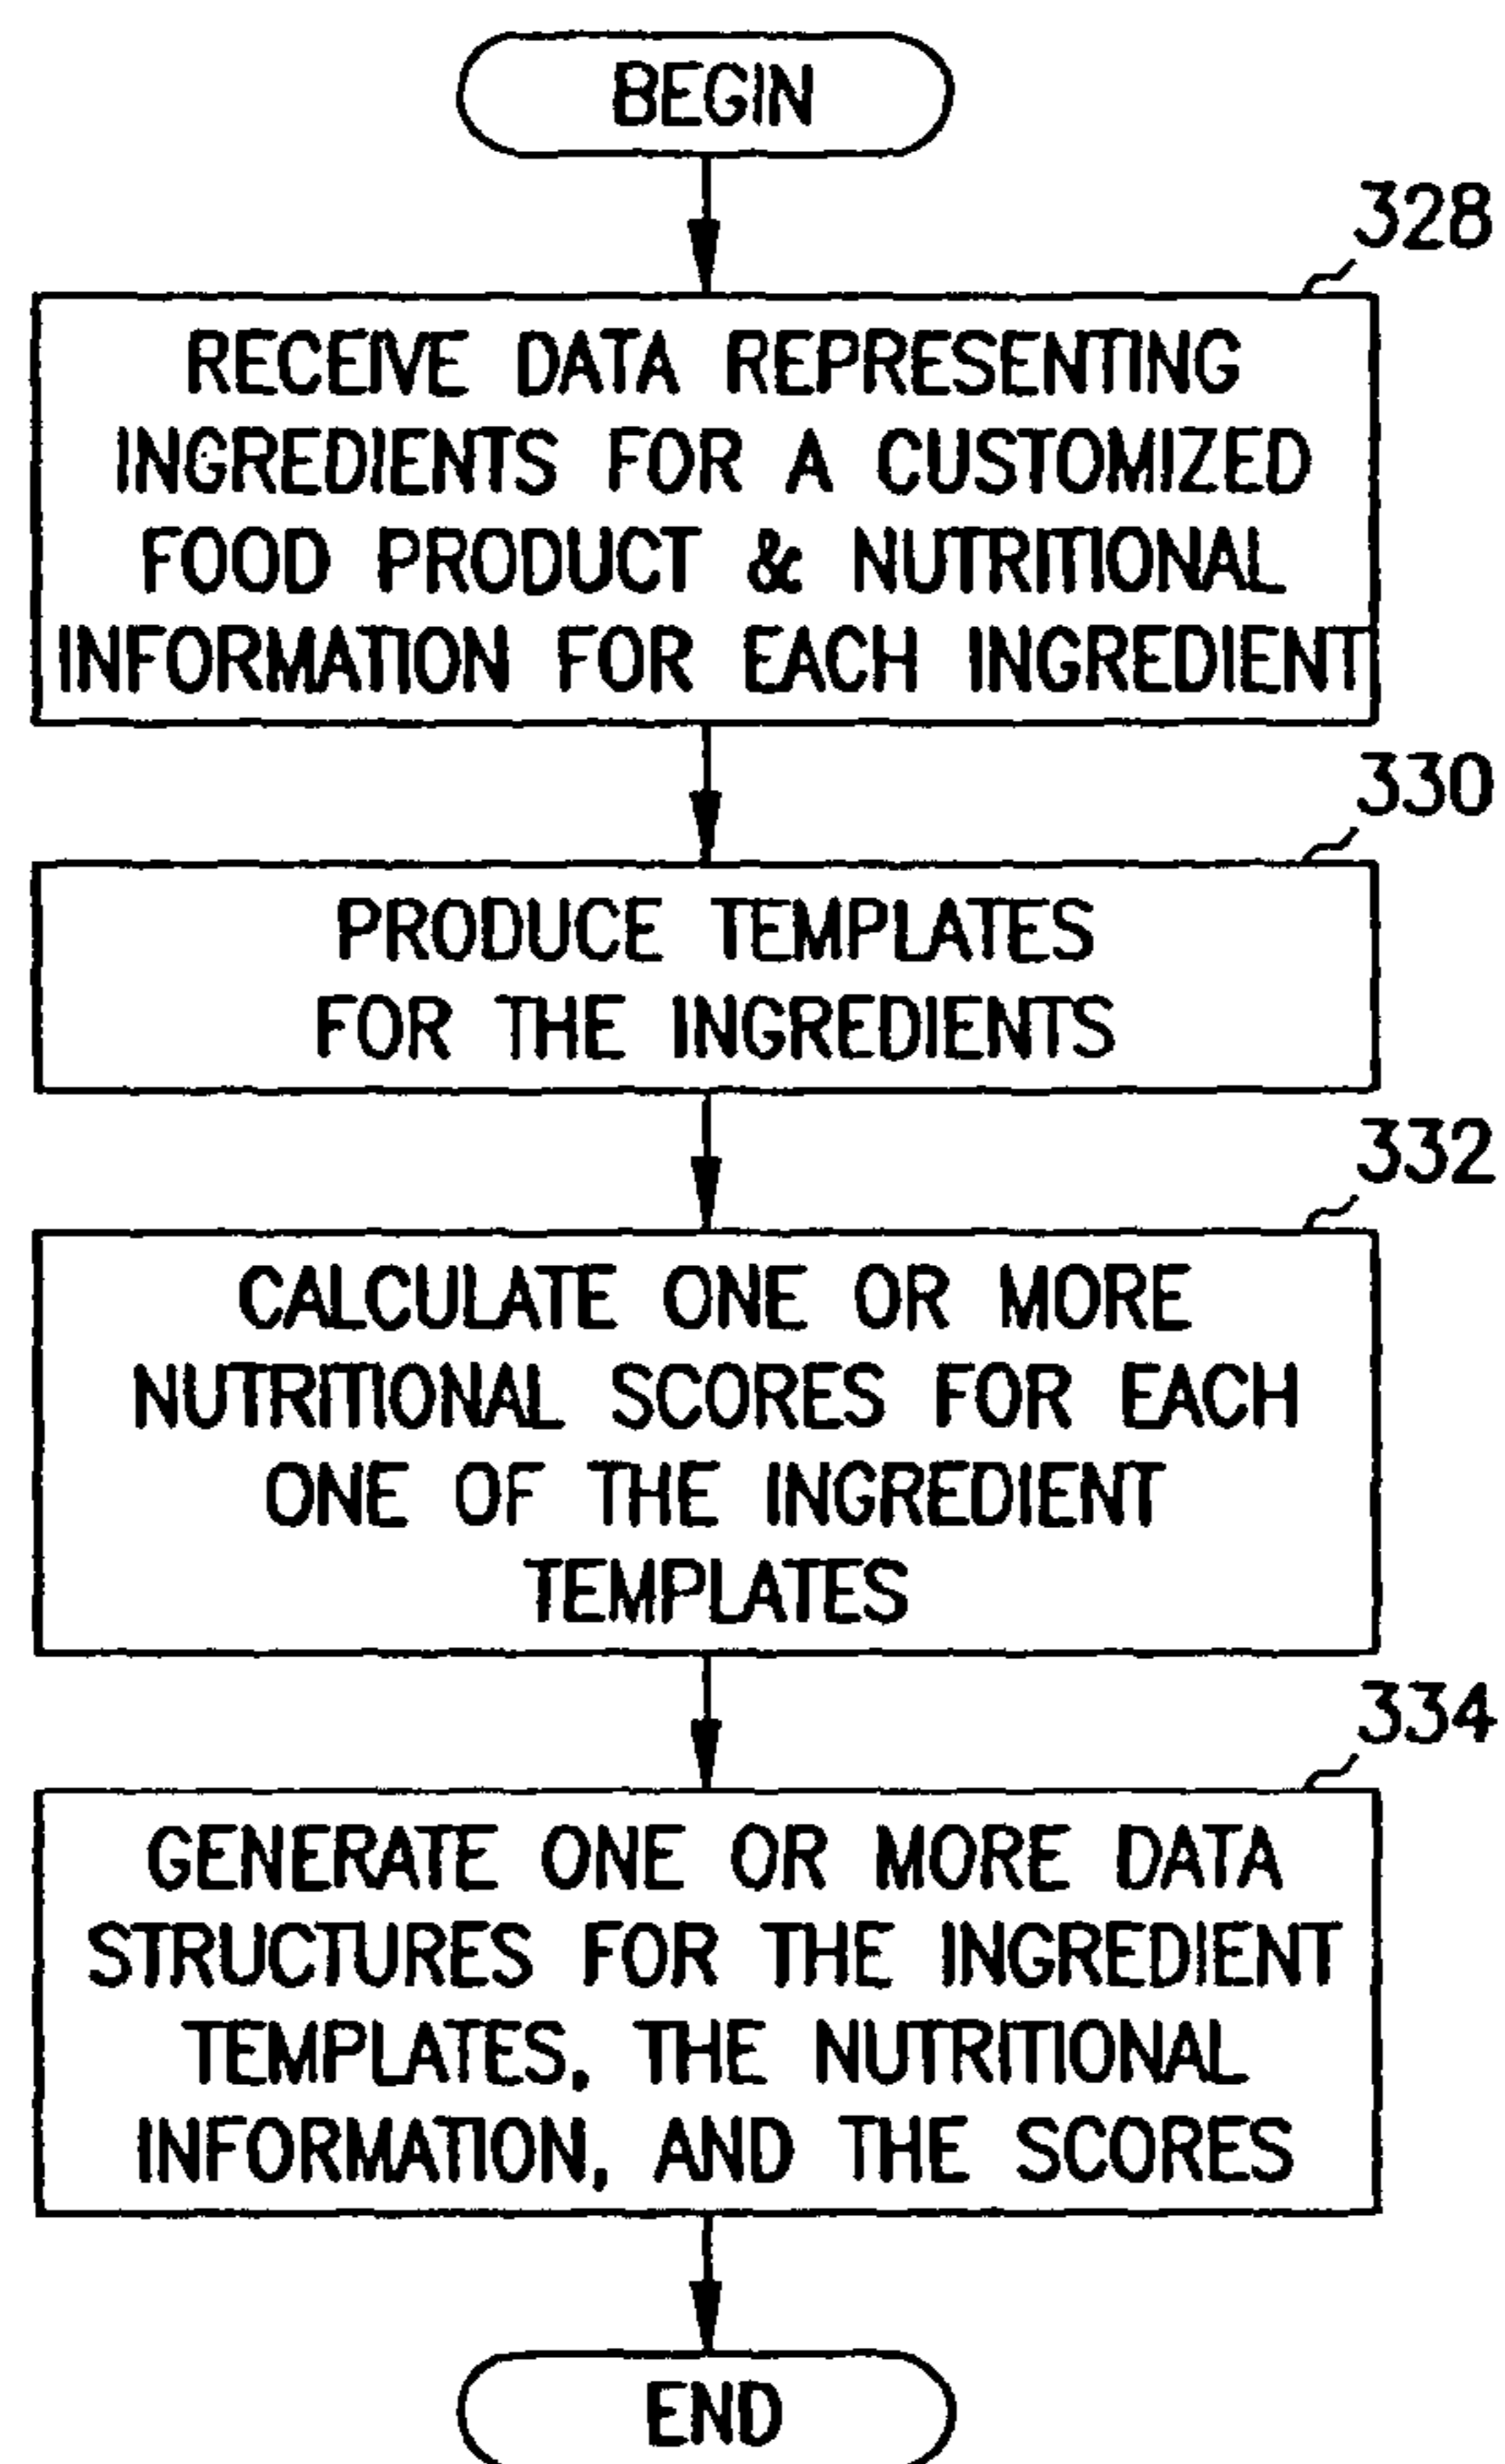 BEGIN
328
RECEIVE DATA REPRESENTING
INGREDIENTS FOR A CUSTOMIZED
FOOD PRODUCT & NUTRITIONAL
INFORMATION FOR EACH INGREDIENT
330
PRODUCE TEMPLATES
FOR THE INGREDIENTS
332
CALCULATE ONE OR MORE
NUTRITIONAL SCORES FOR EACH
ONE OF THE INGREDIENT
TEMPLATES
334
GENERATE ONE OR MORE DATA
STRUCTURES FOR THE INGREDIENT
TEMPLATES, THE NUTRITIONAL
INFORMATION, AND THE SCORES
END